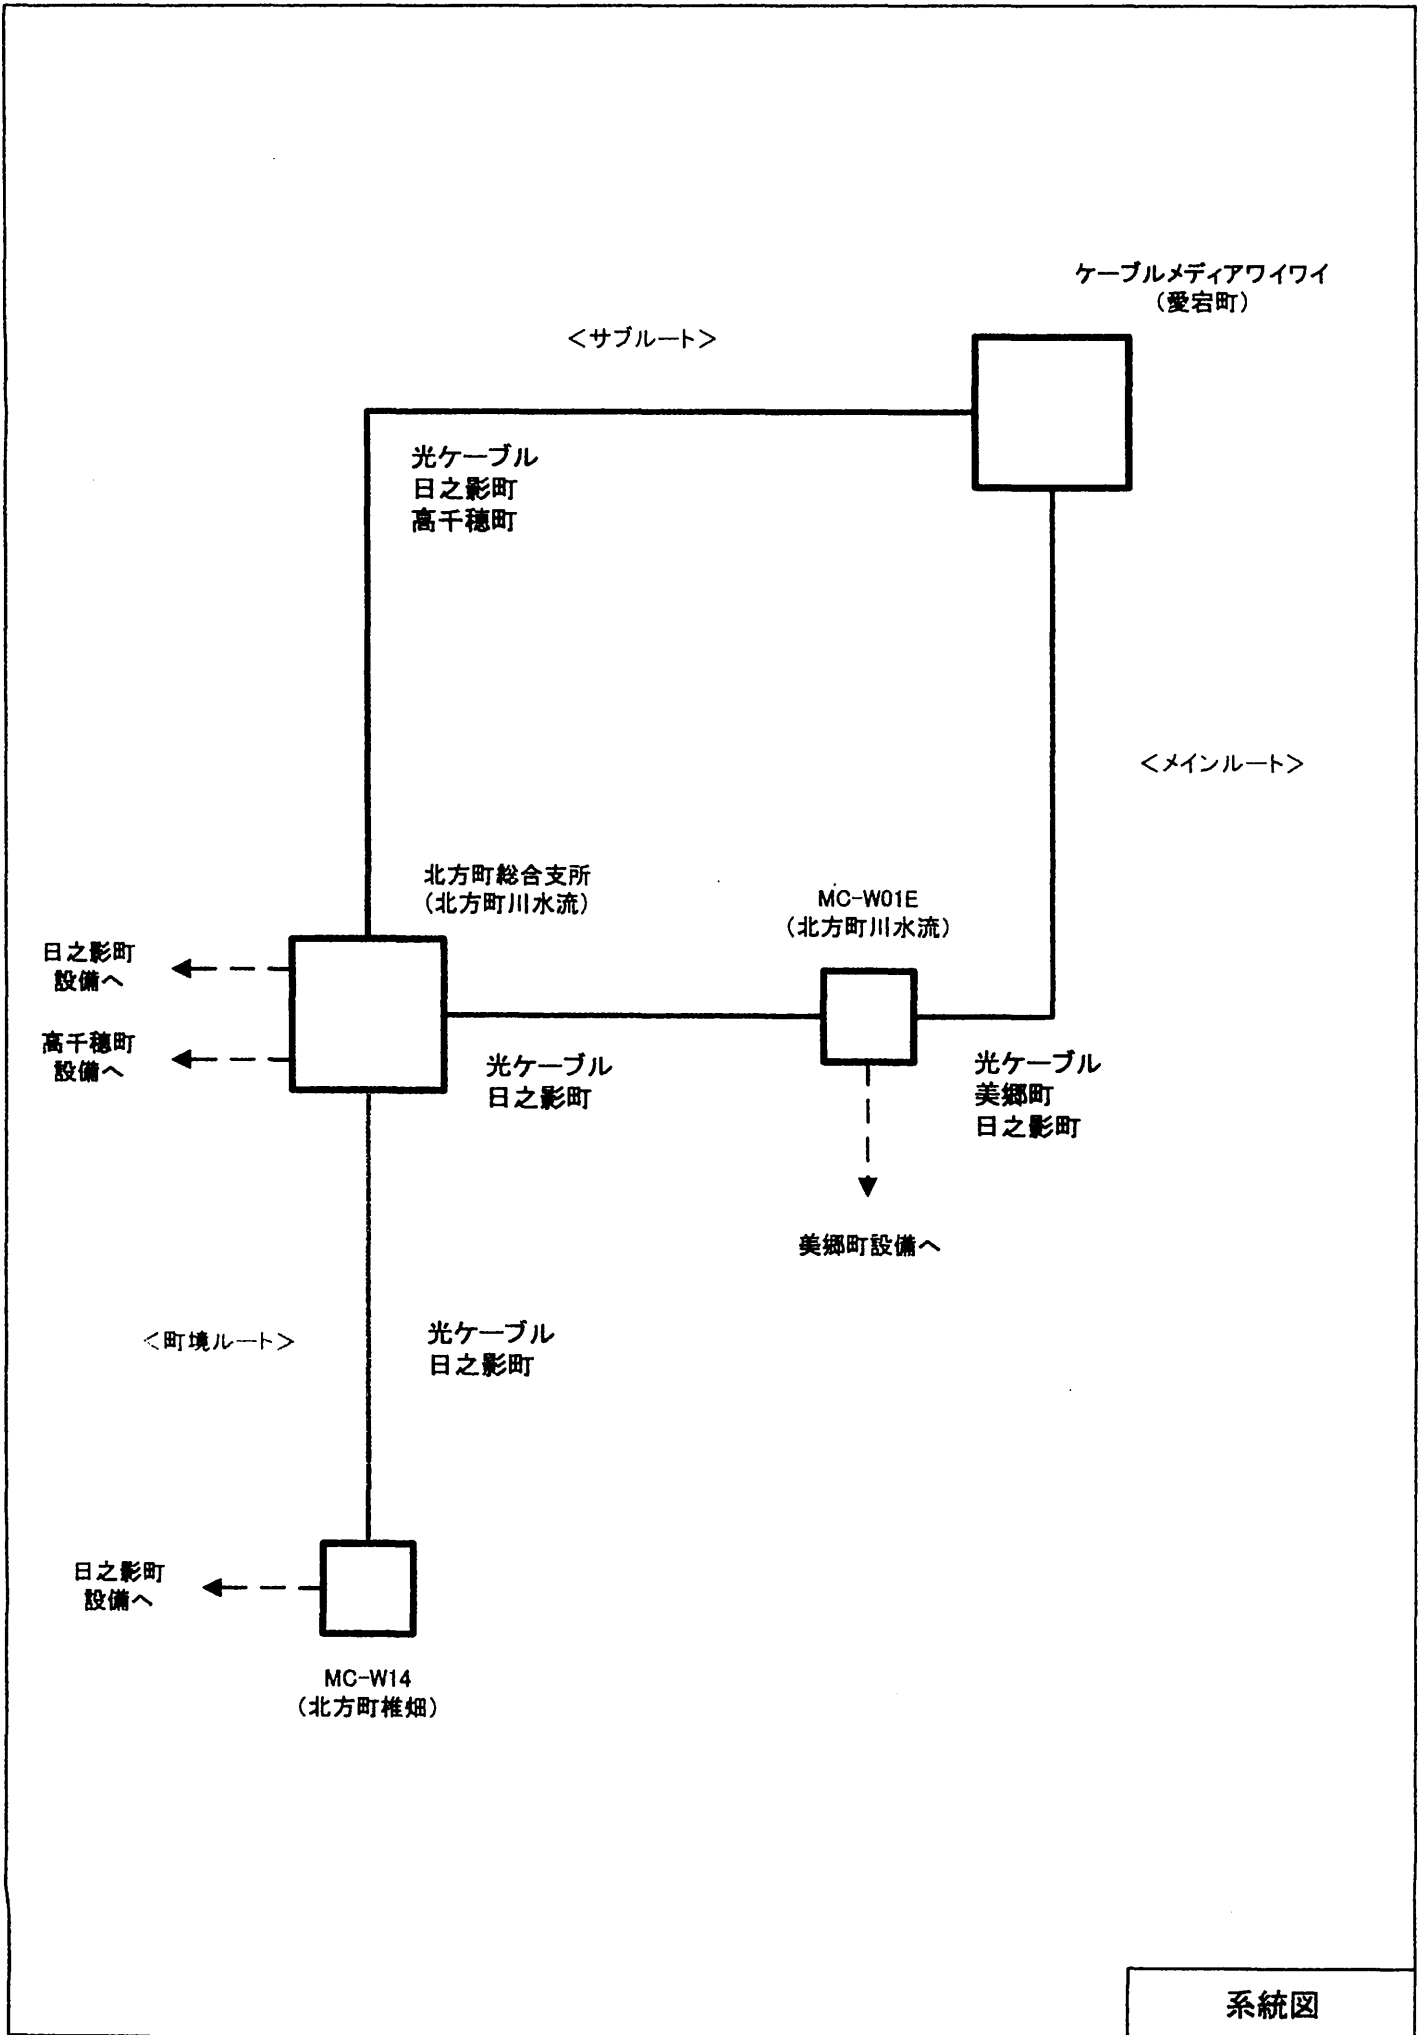 ケーブルメディアワイワイ
(愛宕町)
<サブルート>
光ケーブル
日之影町
高千穂町
<メインルート>
北方町総合支所
(北方町川水流)
MC-W01E
(北方町川水流)
日之影町
設備へ
高千穂町
設備へ
光ケーブル
日之影町
光ケーブル
美郷町
日之影町
美郷町設備へ
<町境ルート>
光ケーブル
日之影町
日之影町
設備へ
MC-W14
(北方町椎畑)
系統図